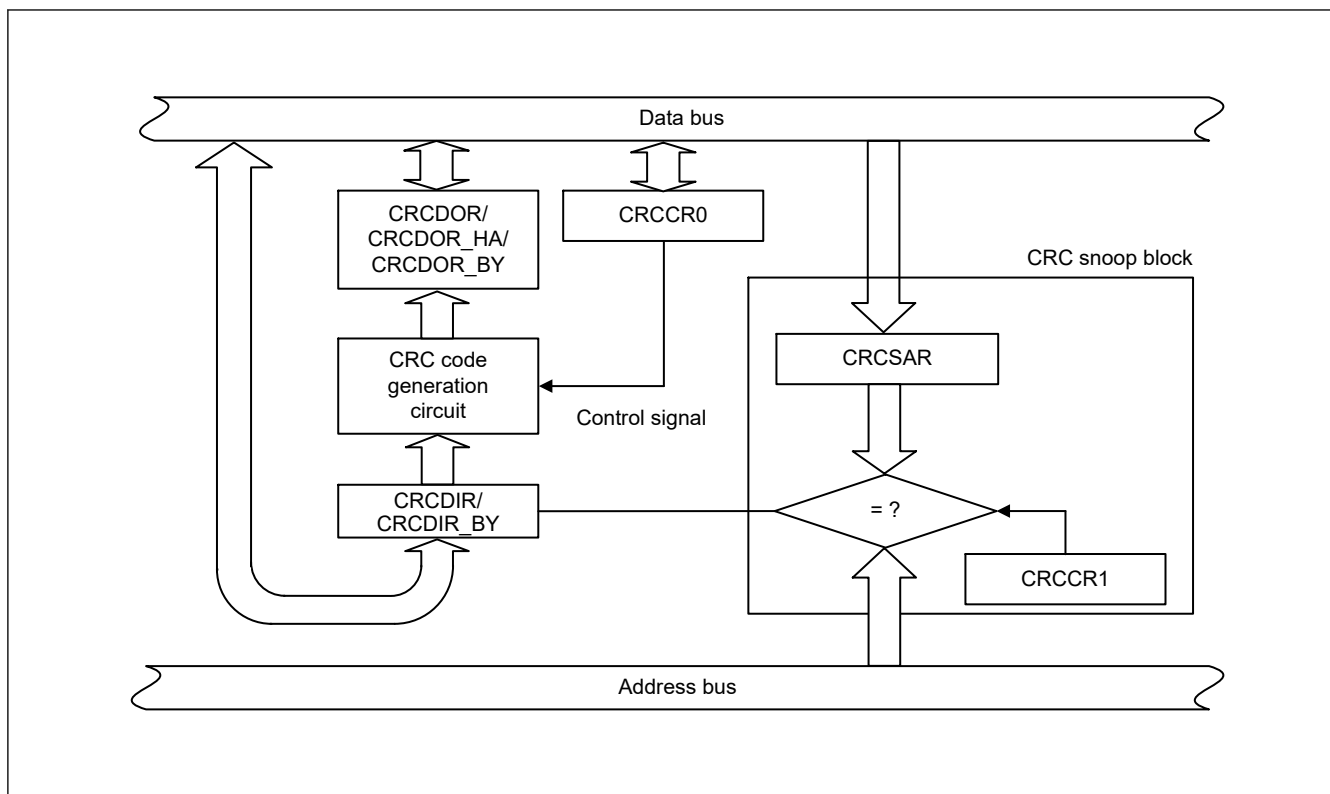 Data bus
CRCDOR/
CRCDOR_HA/
CRCDOR_BY
CRCCR0
CRC snoop block
CRCSAR
CRC code
generation
circuit
Control signal
CRCDIR/
CRCDIR_BY
= ?
CRCCR1
Address bus